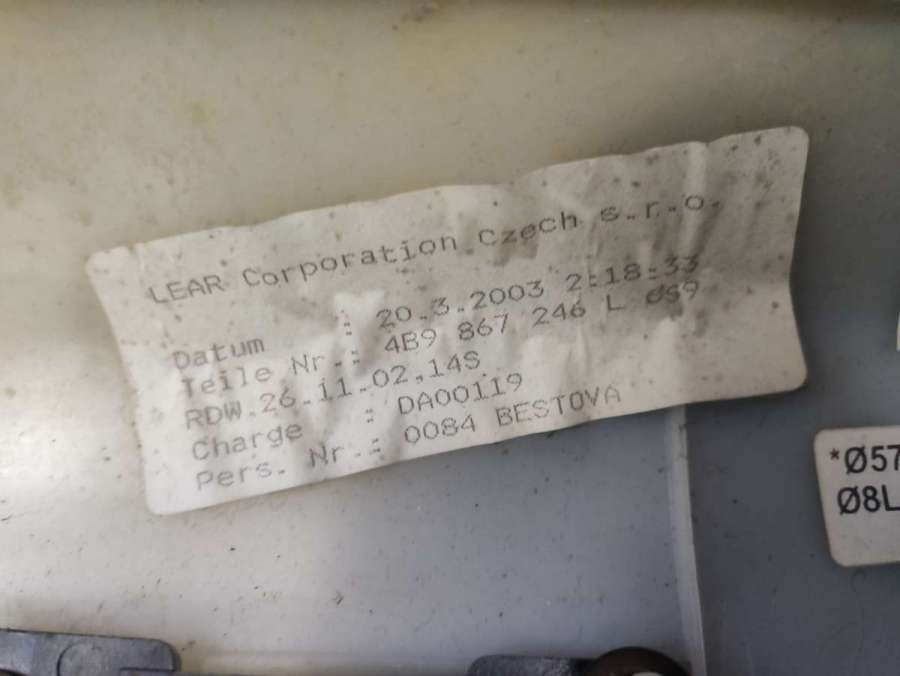 LEAR Corporation Czech s.r.o.
Datum : 20.3.2003 2:18:33
Teile Nr.: 4B9 867 246 L 6S9
RDW.26.11.02.14S
Charge : DA00119
Pers. Nr.: 0084 BESTOVA
*Ø57
Ø8L